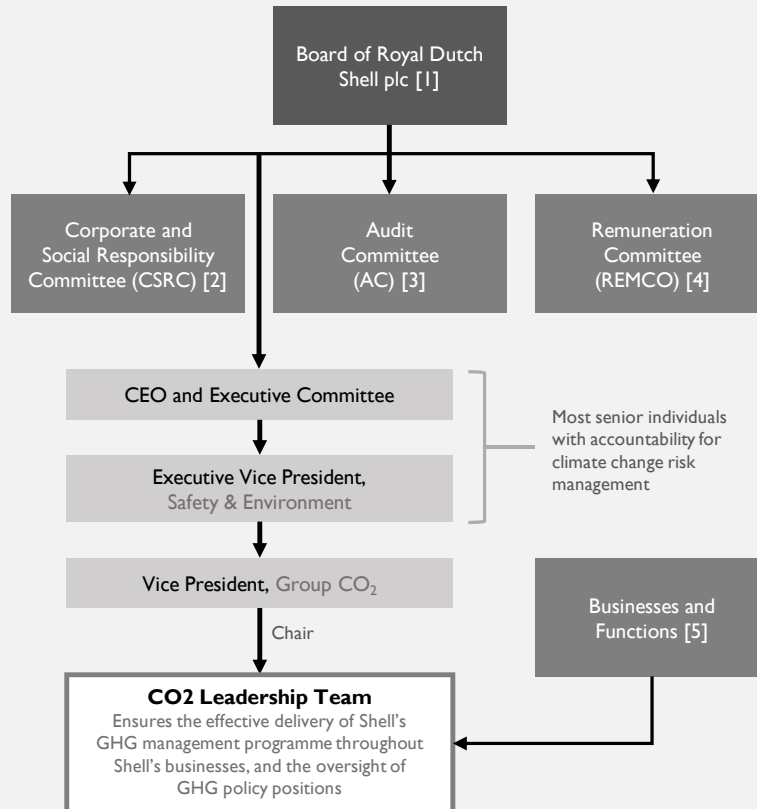 Board of Royal Dutch
Shell plc [1]
Corporate and
Social Responsibility
Committee (CSRC) [2]
Audit
Committee
(AC) [3]
Remuneration
Committee
(REMCO) [4]
CEO and Executive Committee
Executive Vice President,
Safety & Environment
Most senior individuals
with accountability for
climate change risk
management
Vice President, Group CO₂
Chair
Businesses and
Functions [5]
CO2 Leadership Team
Ensures the effective delivery of Shell's
GHG management programme throughout
Shell's businesses, and the oversight of
GHG policy positions